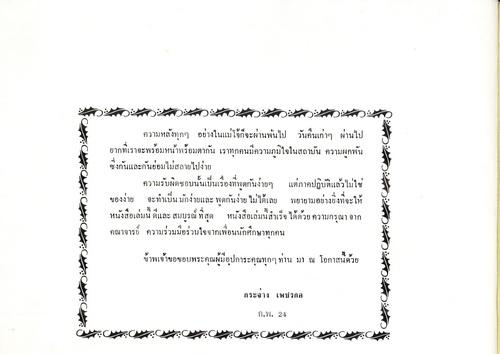 ความหลังทุกๆ อย่างในแม่โจ้ก็จะผ่านพ้นไป วันคืนเก่าๆ ผ่านไป
ยากที่เราจะพร้อมหน้าพร้อมตากัน เราทุกคนมีความภูมิใจในสถาบัน ความผูกพัน
ซึ่งกันและกันย่อมไม่สลายไปง่าย
ความรับผิดชอบนั้นเป็นเรื่องที่พูดกันง่ายๆ แต่ภาคปฏิบัติแล้วไม่ใช่
ของง่าย จะทำเป็นมักง่ายและ พูดกันง่าย ไม่ได้เลย พยายามอย่างยิ่งที่จะให้
หนังสือเล่มนี้ดีและ สมบูรณ์ ที่สุด หนังสือเล่มนี้สำเร็จ ได้ด้วย ความกรุณา จาก
คณาจารย์ ความร่วมมือร่วมใจจากเพื่อนนักศึกษาทุกคน
ข้าพเจ้าขอขอบพระคุณผู้มีอุปการะคุณทุกๆ ท่าน มา ณ โอกาสนี้ด้วย
กระจ่าง เพชรกล
ก.พ. 24